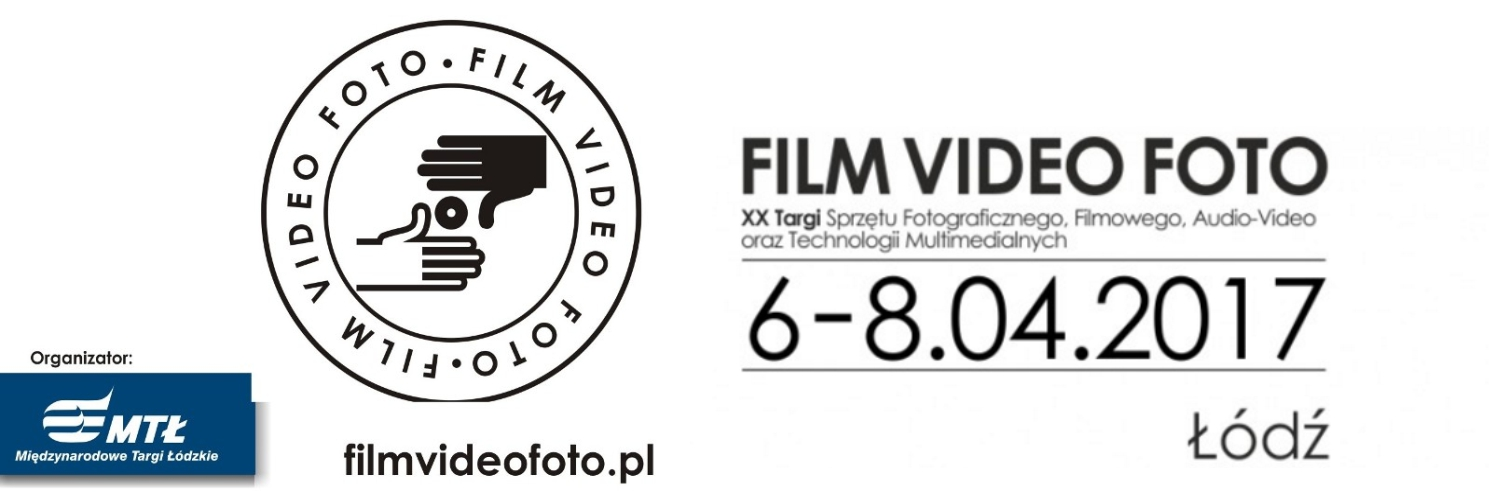 FILM VIDEO FOTO • FILM VIDEO FOTO •
FILM VIDEO FOTO
XX Targi Sprzętu Fotograficznego, Filmowego, Audio-Video
oraz Technologii Multimedialnych
6-8.04.2017
Łódź
Organizator:
MTŁ
Międzynarodowe Targi Łódzkie
filmvideofoto.pl